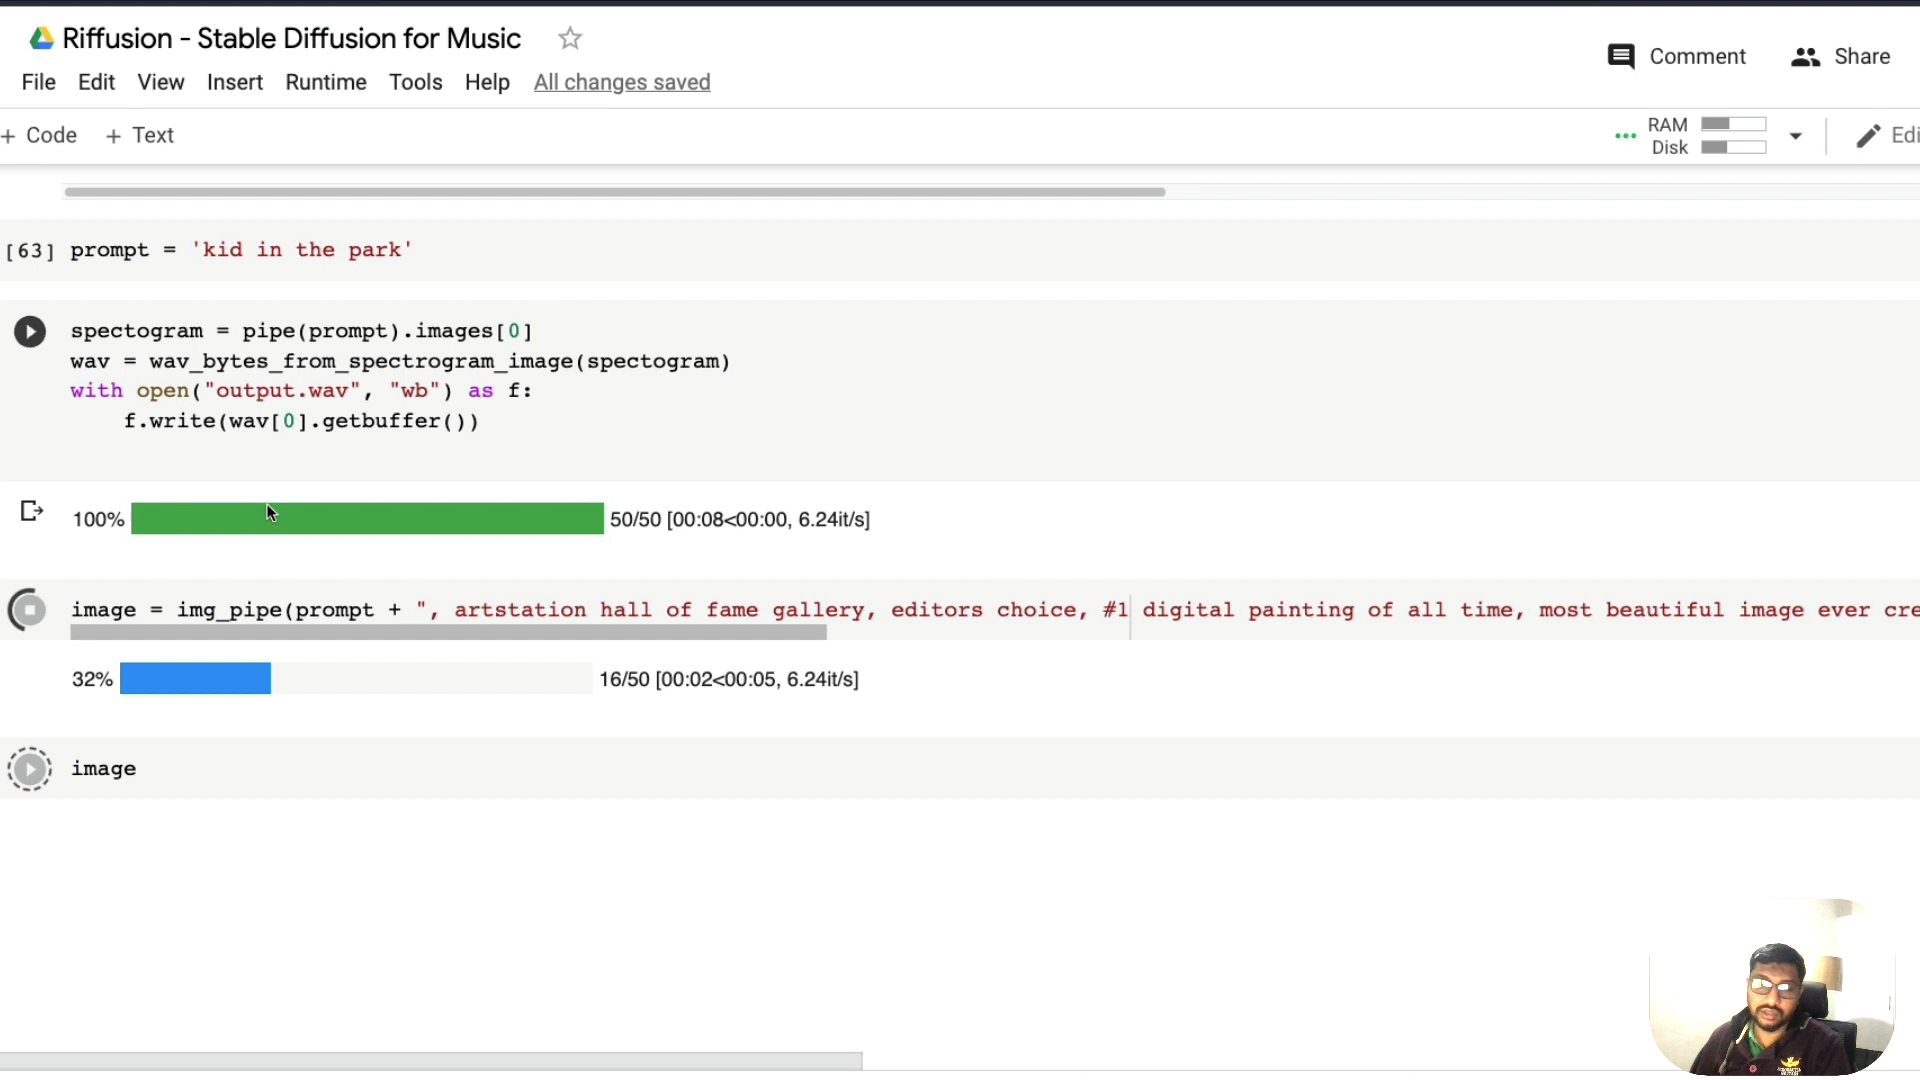 Riffusion - Stable Diffusion for Music
Comment
Share
File Edit View Insert Runtime Tools Help All changes saved
+ Code + Text
RAM
Disk
Edi
[63] prompt = 'kid in the park'
spectogram = pipe(prompt).images[0]
wav = wav_bytes_from_spectrogram_image(spectogram)
with open("output.wav", "wb") as f:
f.write(wav[0].getbuffer())
100% 50/50 [00:08<00:00, 6.24it/s]
image = img_pipe(prompt + ", artstation hall of fame gallery, editors choice, #1 digital painting of all time, most beautiful image ever cre
32% 16/50 [00:02<00:05, 6.24it/s]
image